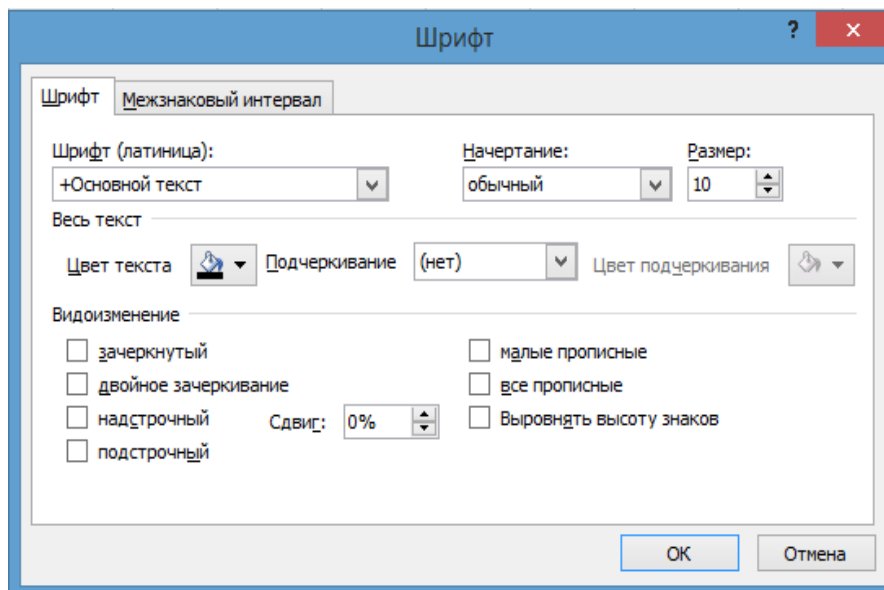 Шрифт
?
Шрифт Межзнаковый интервал
Шрифт (латиница): Начертание: Размер:
+Основной текст обычный 10
Весь текст
Цвет текста Подчеркивание (нет) Цвет подчеркивания
Видоизменение
зачеркнутый малые прописные
двойное зачеркивание все прописные
надстрочный Сдвиг: 0% Выровнять высоту знаков
подстрочный
ОК Отмена